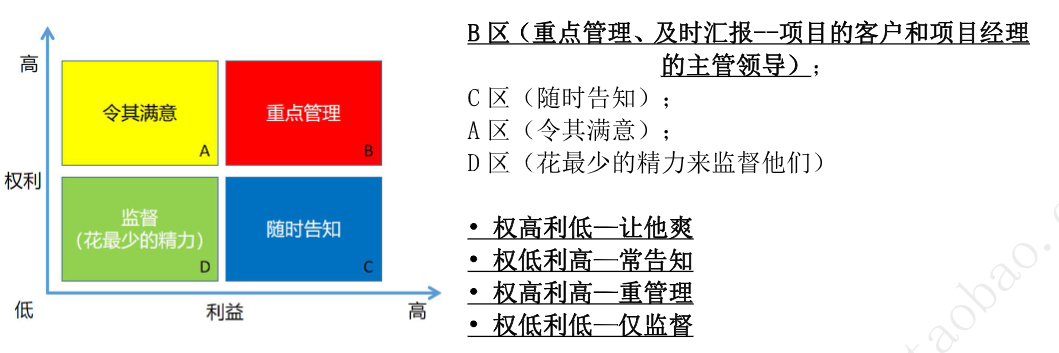 高
权利
低
令其满意
A
重点管理
B
监督
(花最少的精力)
D
随时告知
C
利益
高
B区(重点管理、及时汇报--项目的客户和项目经理
的主管领导);
C区(随时告知);
A区(令其满意);
D区(花最少的精力来监督他们)
• 权高利低—让他爽
• 权低利高—常告知
• 权高利高—重管理
• 权低利低—仅监督
taobao.